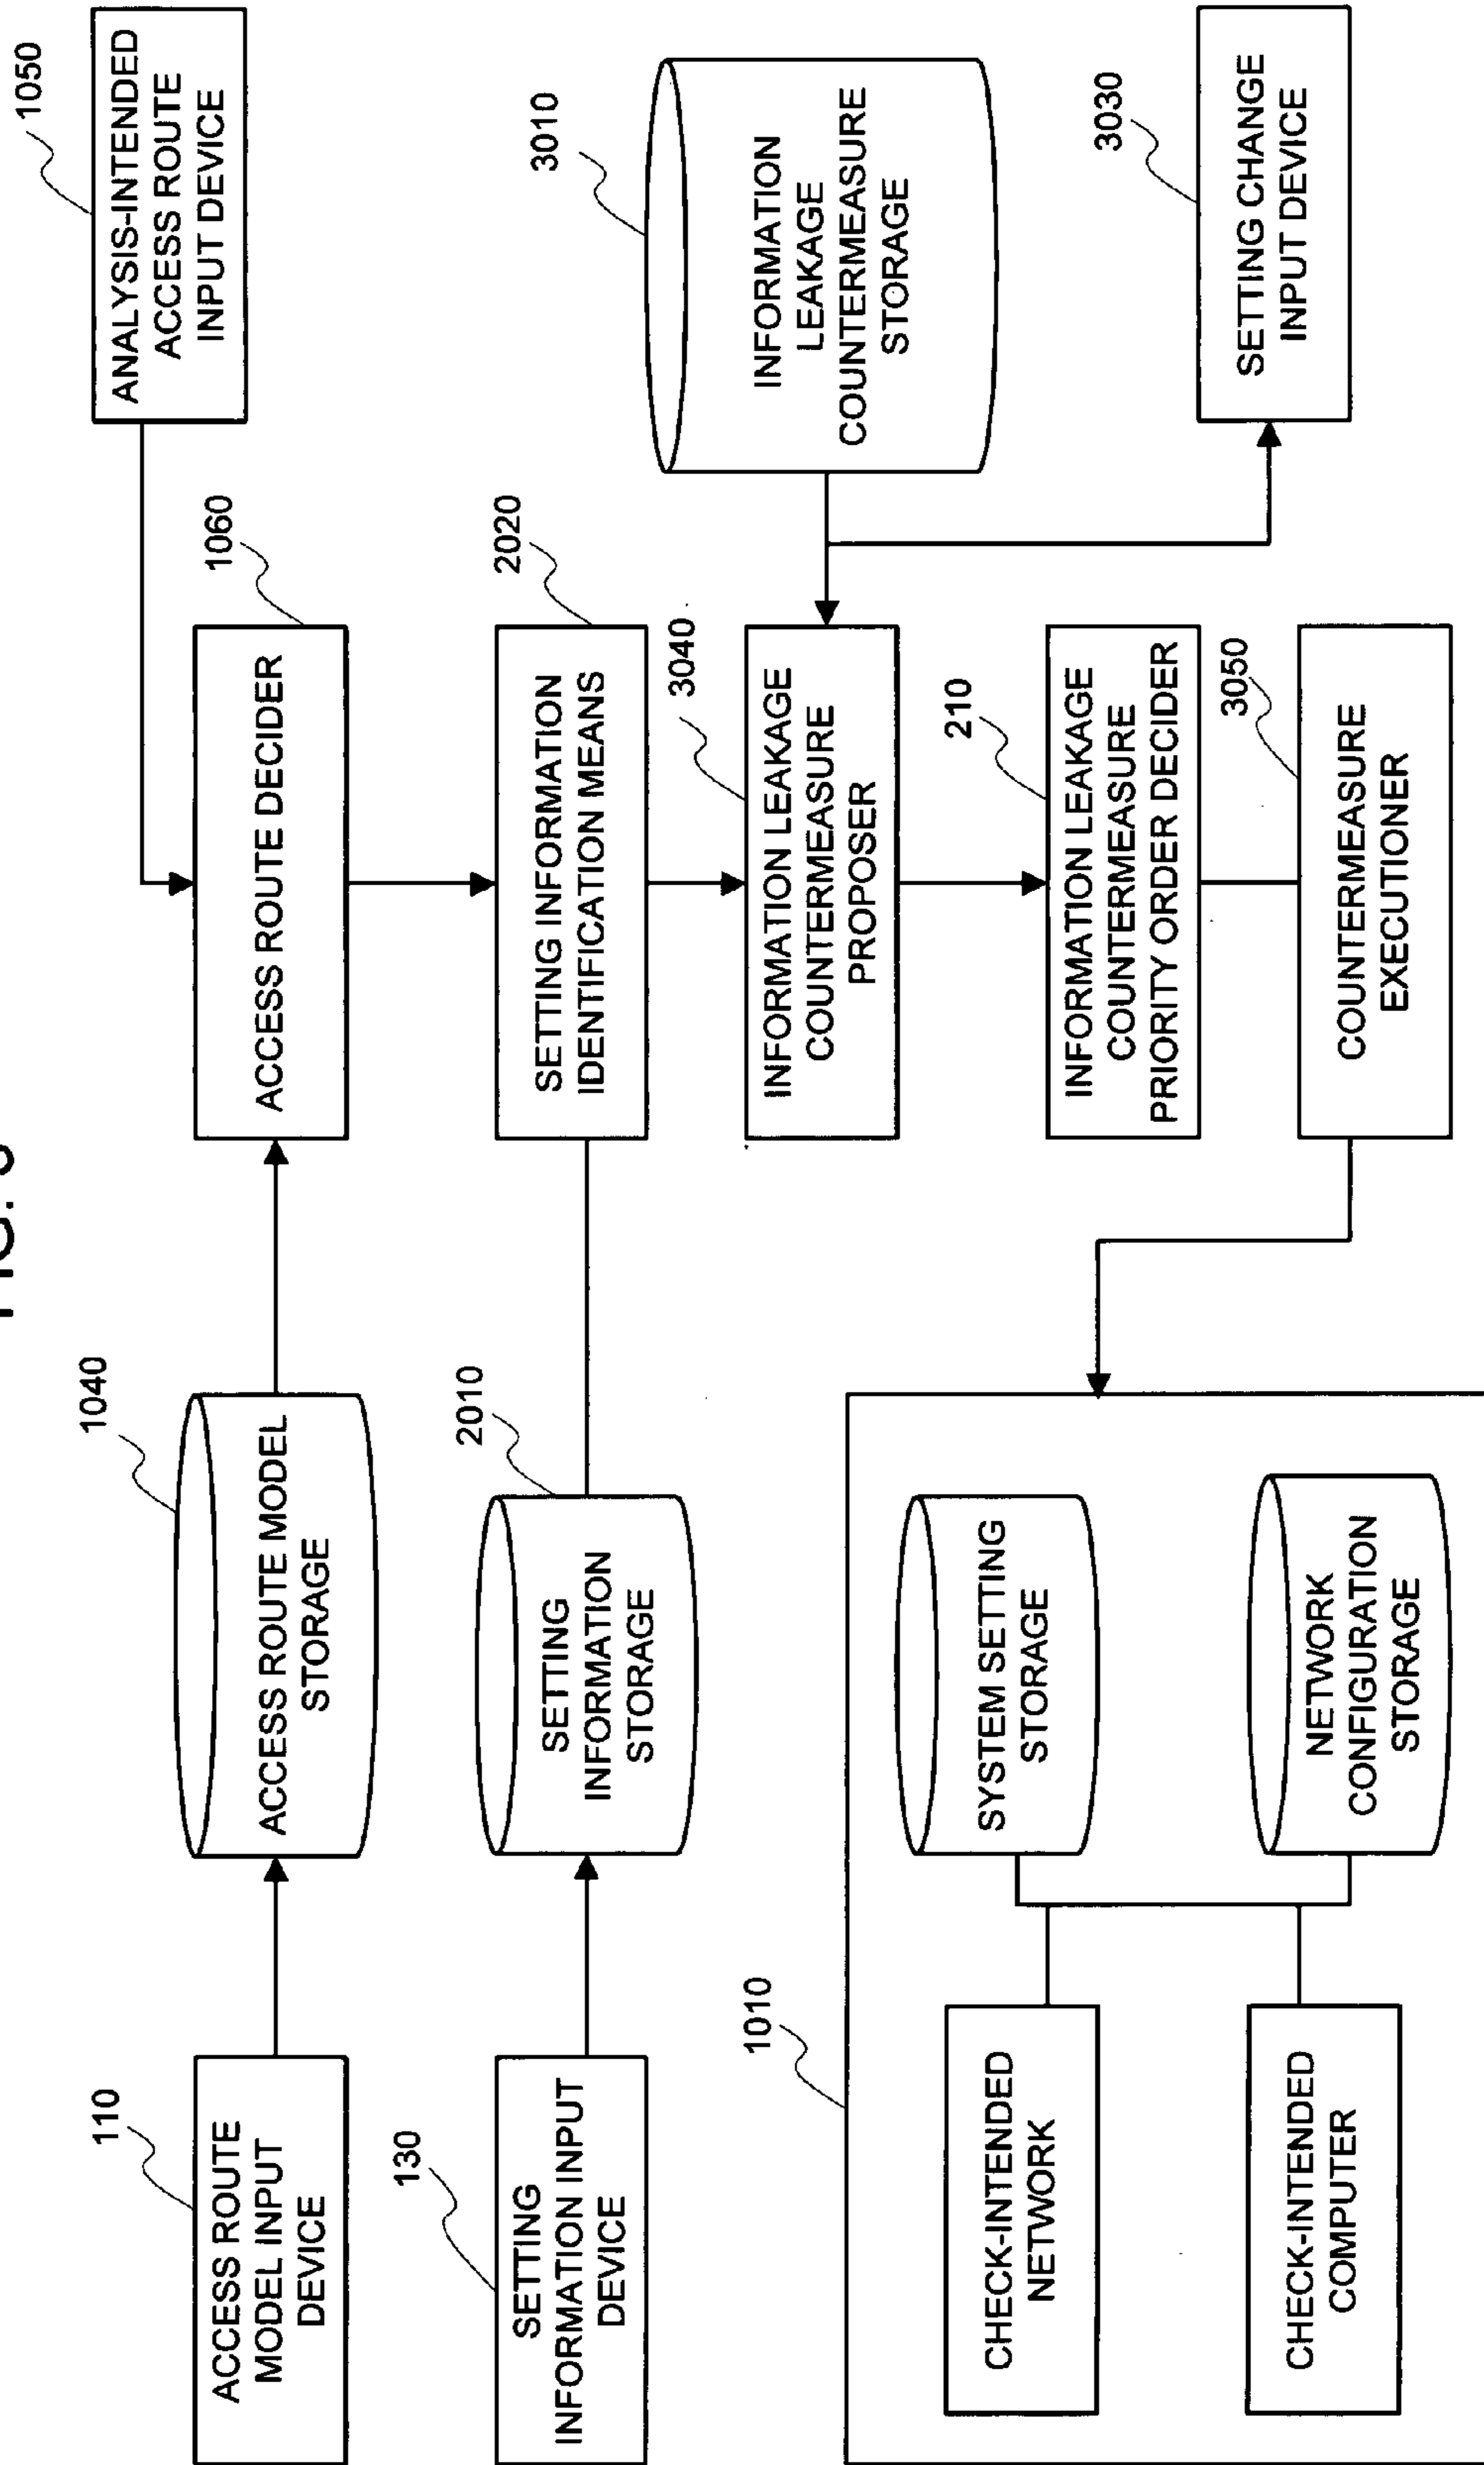 FIG.
110
ACCESS ROUTE
MODEL INPUT
DEVICE
1040
ACCESS ROUTE MODEL
STORAGE
1060
ACCESS ROUTE DECIDER
1050
ANALYSIS-INTENDED
ACCESS ROUTE
INPUT DEVICE
130
SETTING
INFORMATION INPUT
DEVICE
2010
SETTING
INFORMATION
STORAGE
2020
SETTING INFORMATION
IDENTIFICATION MEANS
3040
INFORMATION LEAKAGE
COUNTERMEASURE
PROPOSER
3010
INFORMATION
LEAKAGE
COUNTERMEASURE
STORAGE
1010
CHECK-INTENDED
NETWORK
SYSTEM SETTING
STORAGE
210
INFORMATION LEAKAGE
COUNTERMEASURE
PRIORITY ORDER DECIDER
3030
SETTING CHANGE
INPUT DEVICE
CHECK-INTENDED
COMPUTER
NETWORK
CONFIGURATION
STORAGE
3050
COUNTERMEASURE
EXECUTIONER